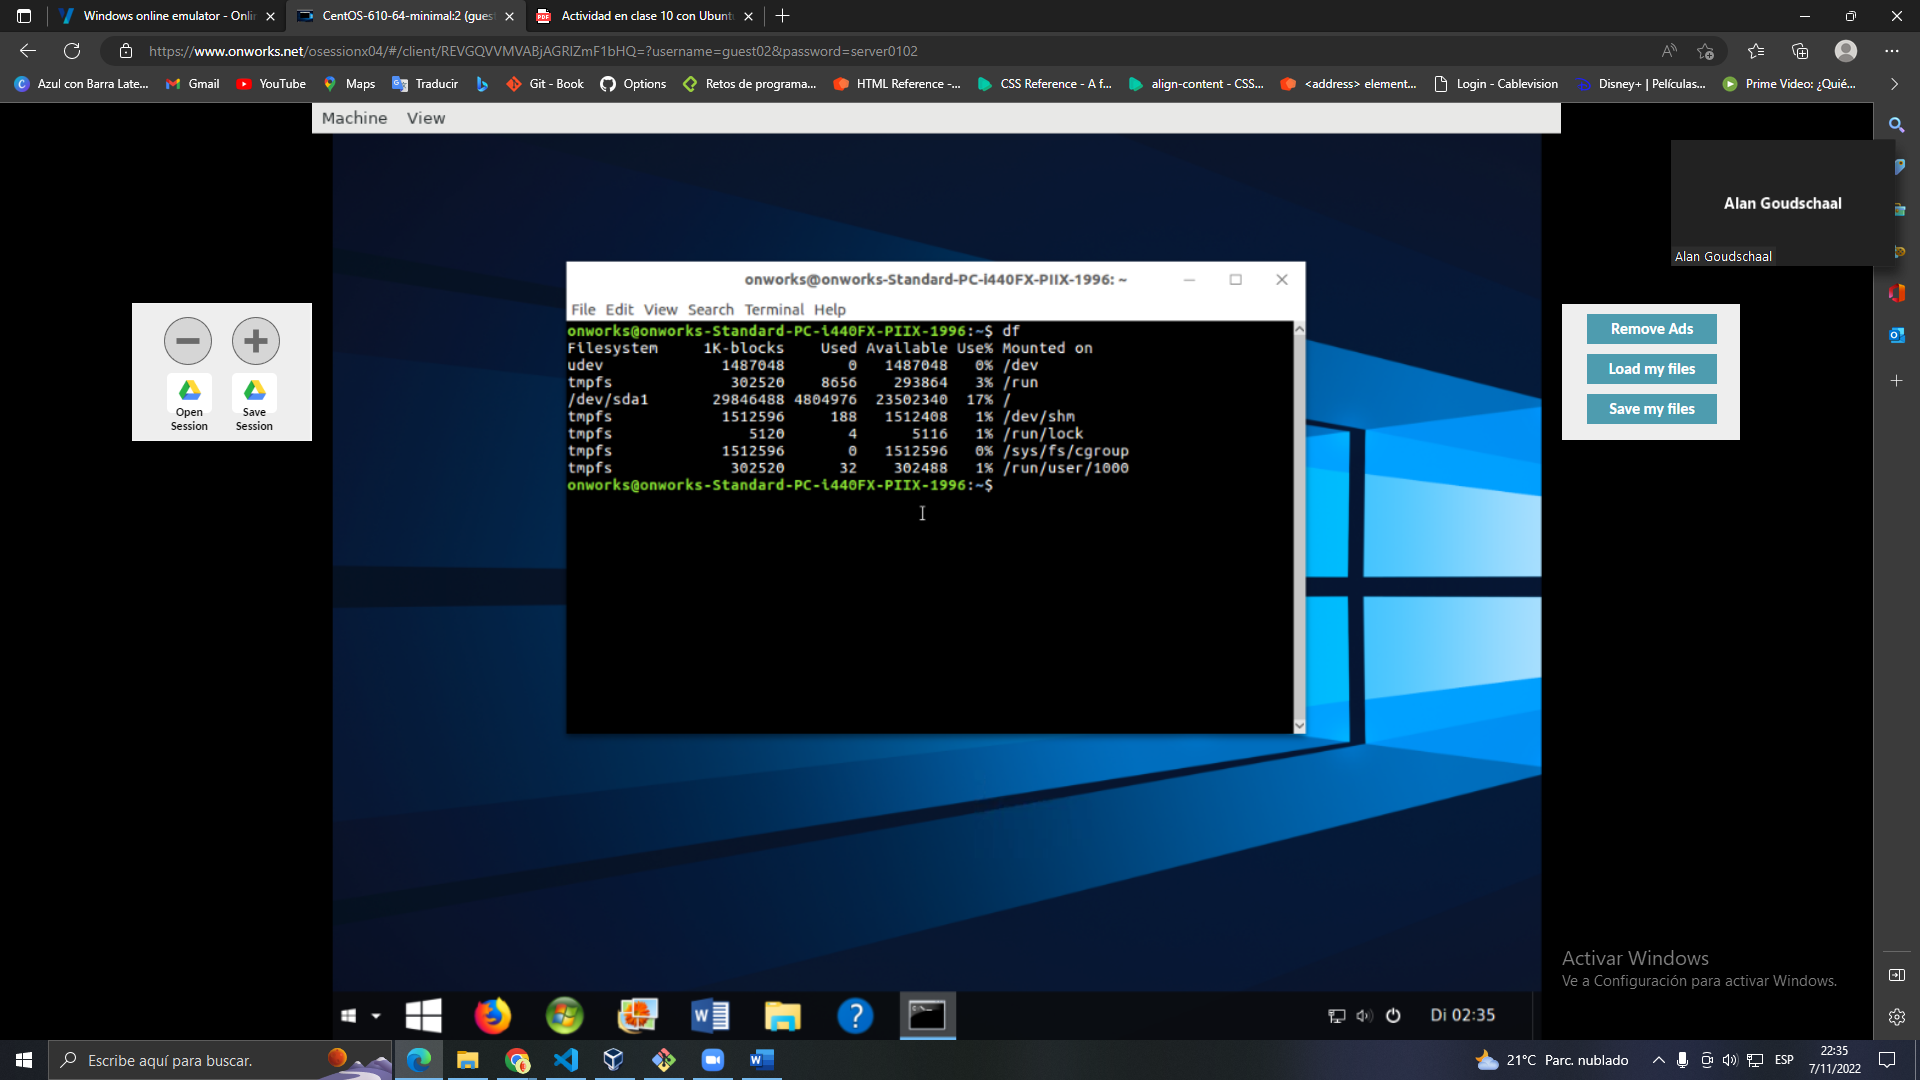 Windows online emulator - Onli
CentOS-610-64-minimal:2 (gues
Actividad en clase 10 con Ubunt
https://www.onworks.net/osessionx04/#/client/REVGQVVMVABjAGRIZmF1bHQ=?username=guest02&password=server0102
Azul con Barra Late...
Gmail
YouTube
Maps
Traducir
Git - Book
Options
Retos de programa...
HTML Reference -...
CSS Reference - A f...
align-content - CSS...
<address> element...
Login - Cablevision
Disney+ | Películas...
Prime Video: ¿Qué...
Machine View
Alan Goudschaal
Alan Goudschaal
Open Session
Save Session
Remove Ads
Load my files
Save my files
onworks@onworks-Standard-PC-i440FX-PIIX-1996: ~
File Edit View Search Terminal Help
onworks@onworks-Standard-PC-i440FX-PIIX-1996:~$ df
Filesystem 1K-blocks Used Available Use% Mounted on
udev 1487048 0 1487048 0% /dev
tmpfs 302520 8656 293864 3% /run
/dev/sda1 29846488 4804976 23502340 17% /
tmpfs 1512596 188 1512408 1% /dev/shm
tmpfs 5120 4 5116 1% /run/lock
tmpfs 1512596 0 1512596 0% /sys/fs/cgroup
tmpfs 302520 32 302488 1% /run/user/1000
onworks@onworks-Standard-PC-i440FX-PIIX-1996:~$
Activar Windows
Ve a Configuración para activar Windows.
Di 02:35
Escribe aquí para buscar.
21°C Parc. nublado
ESP
22:35
7/11/2022